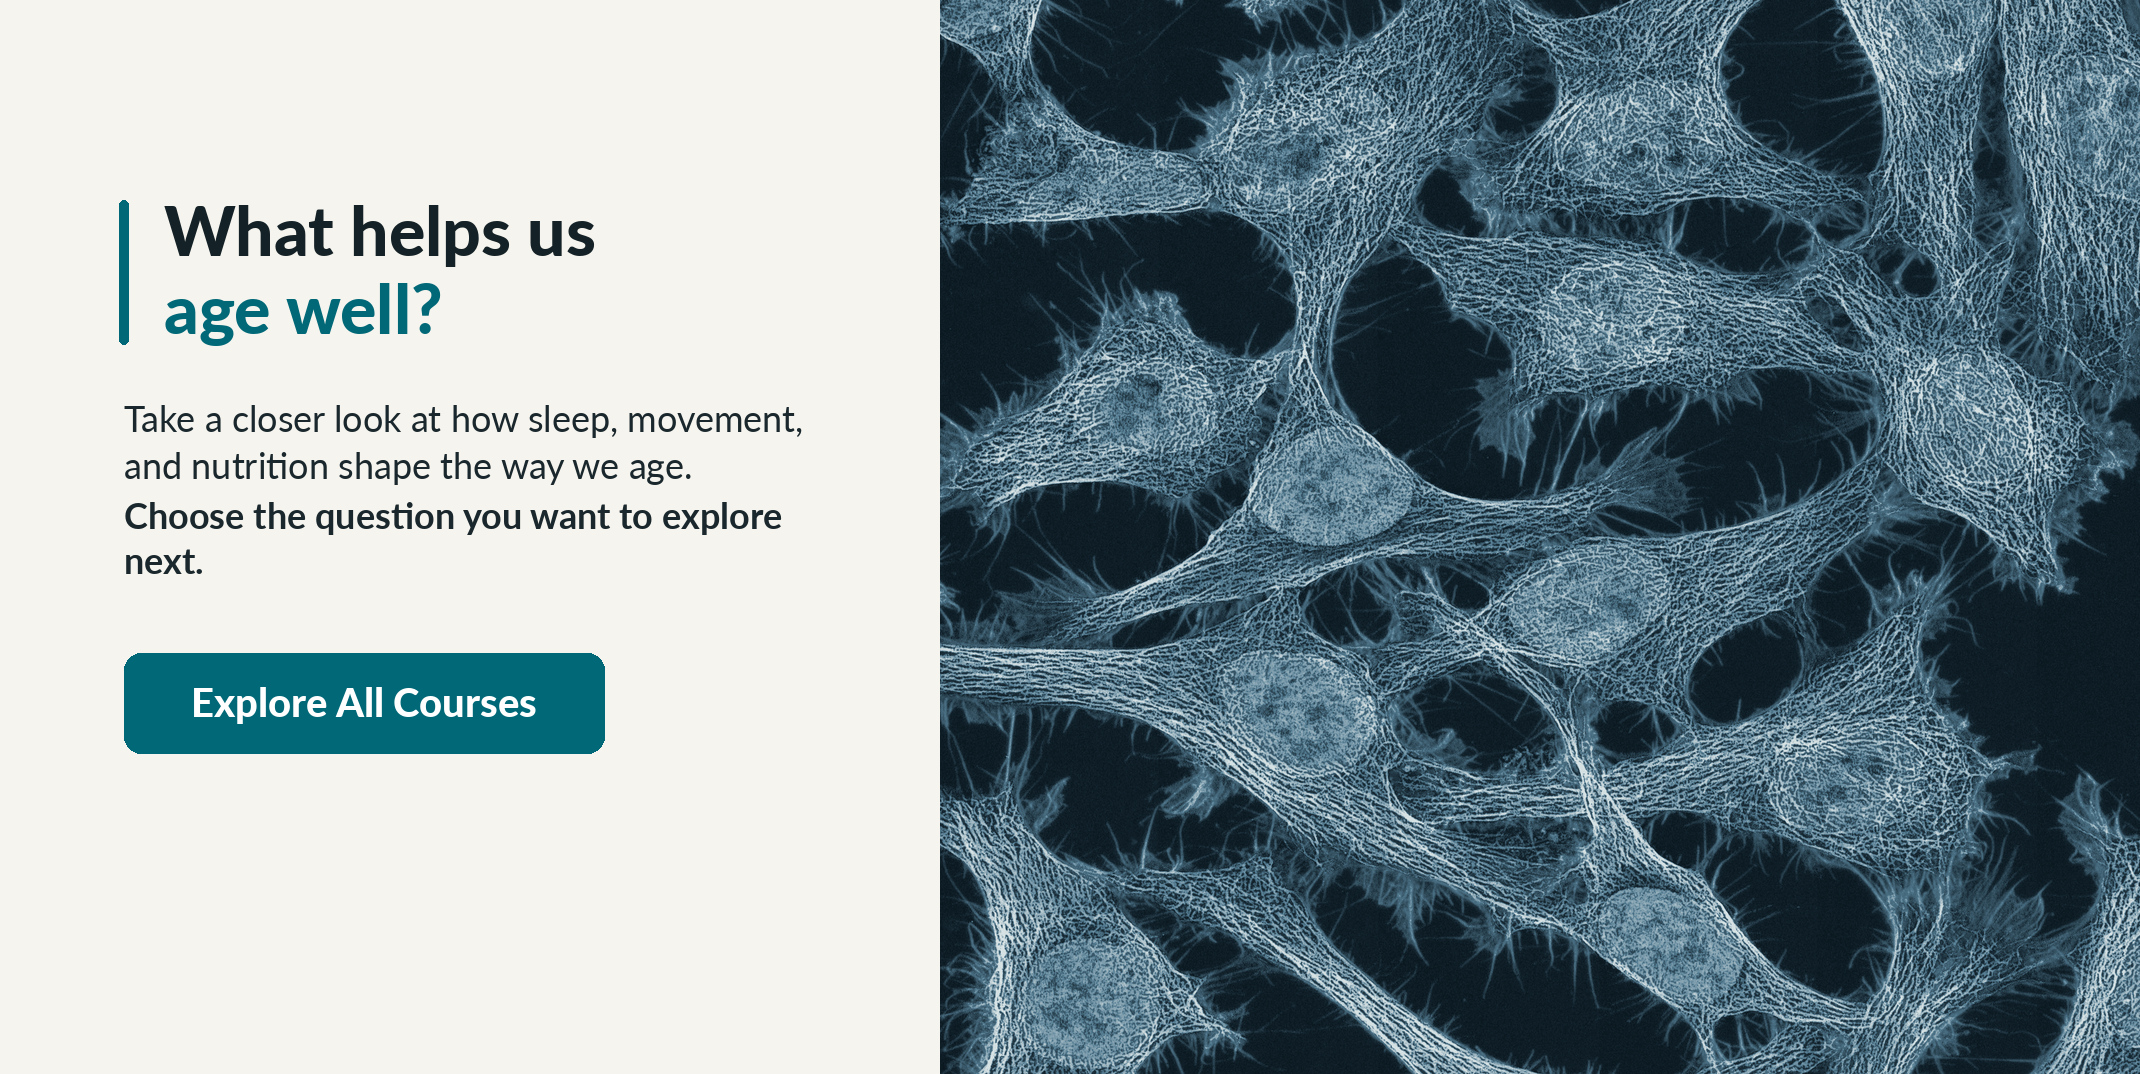 What helps us
age well?
Take a closer look at how sleep, movement,
and nutrition shape the way we age.
Choose the question you want to explore
next.
Explore All Courses